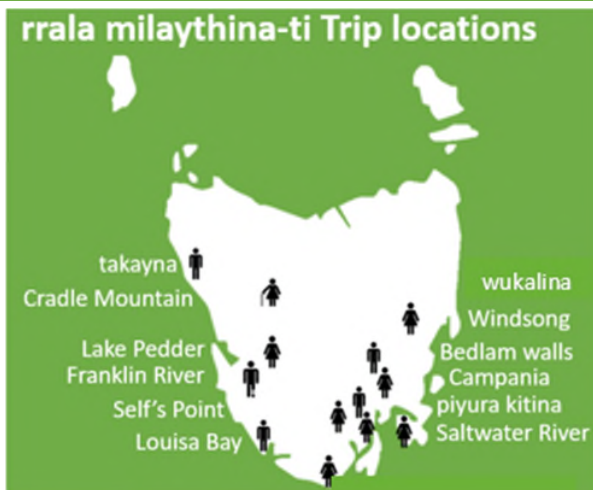 rrala milaythina-ti Trip locations
takayna
Cradle Mountain
Lake Pedder
Franklin River
Self's Point
Louisa Bay
wukalina
Windsong
Bedlam walls
Campania
piyura kitina
Saltwater River